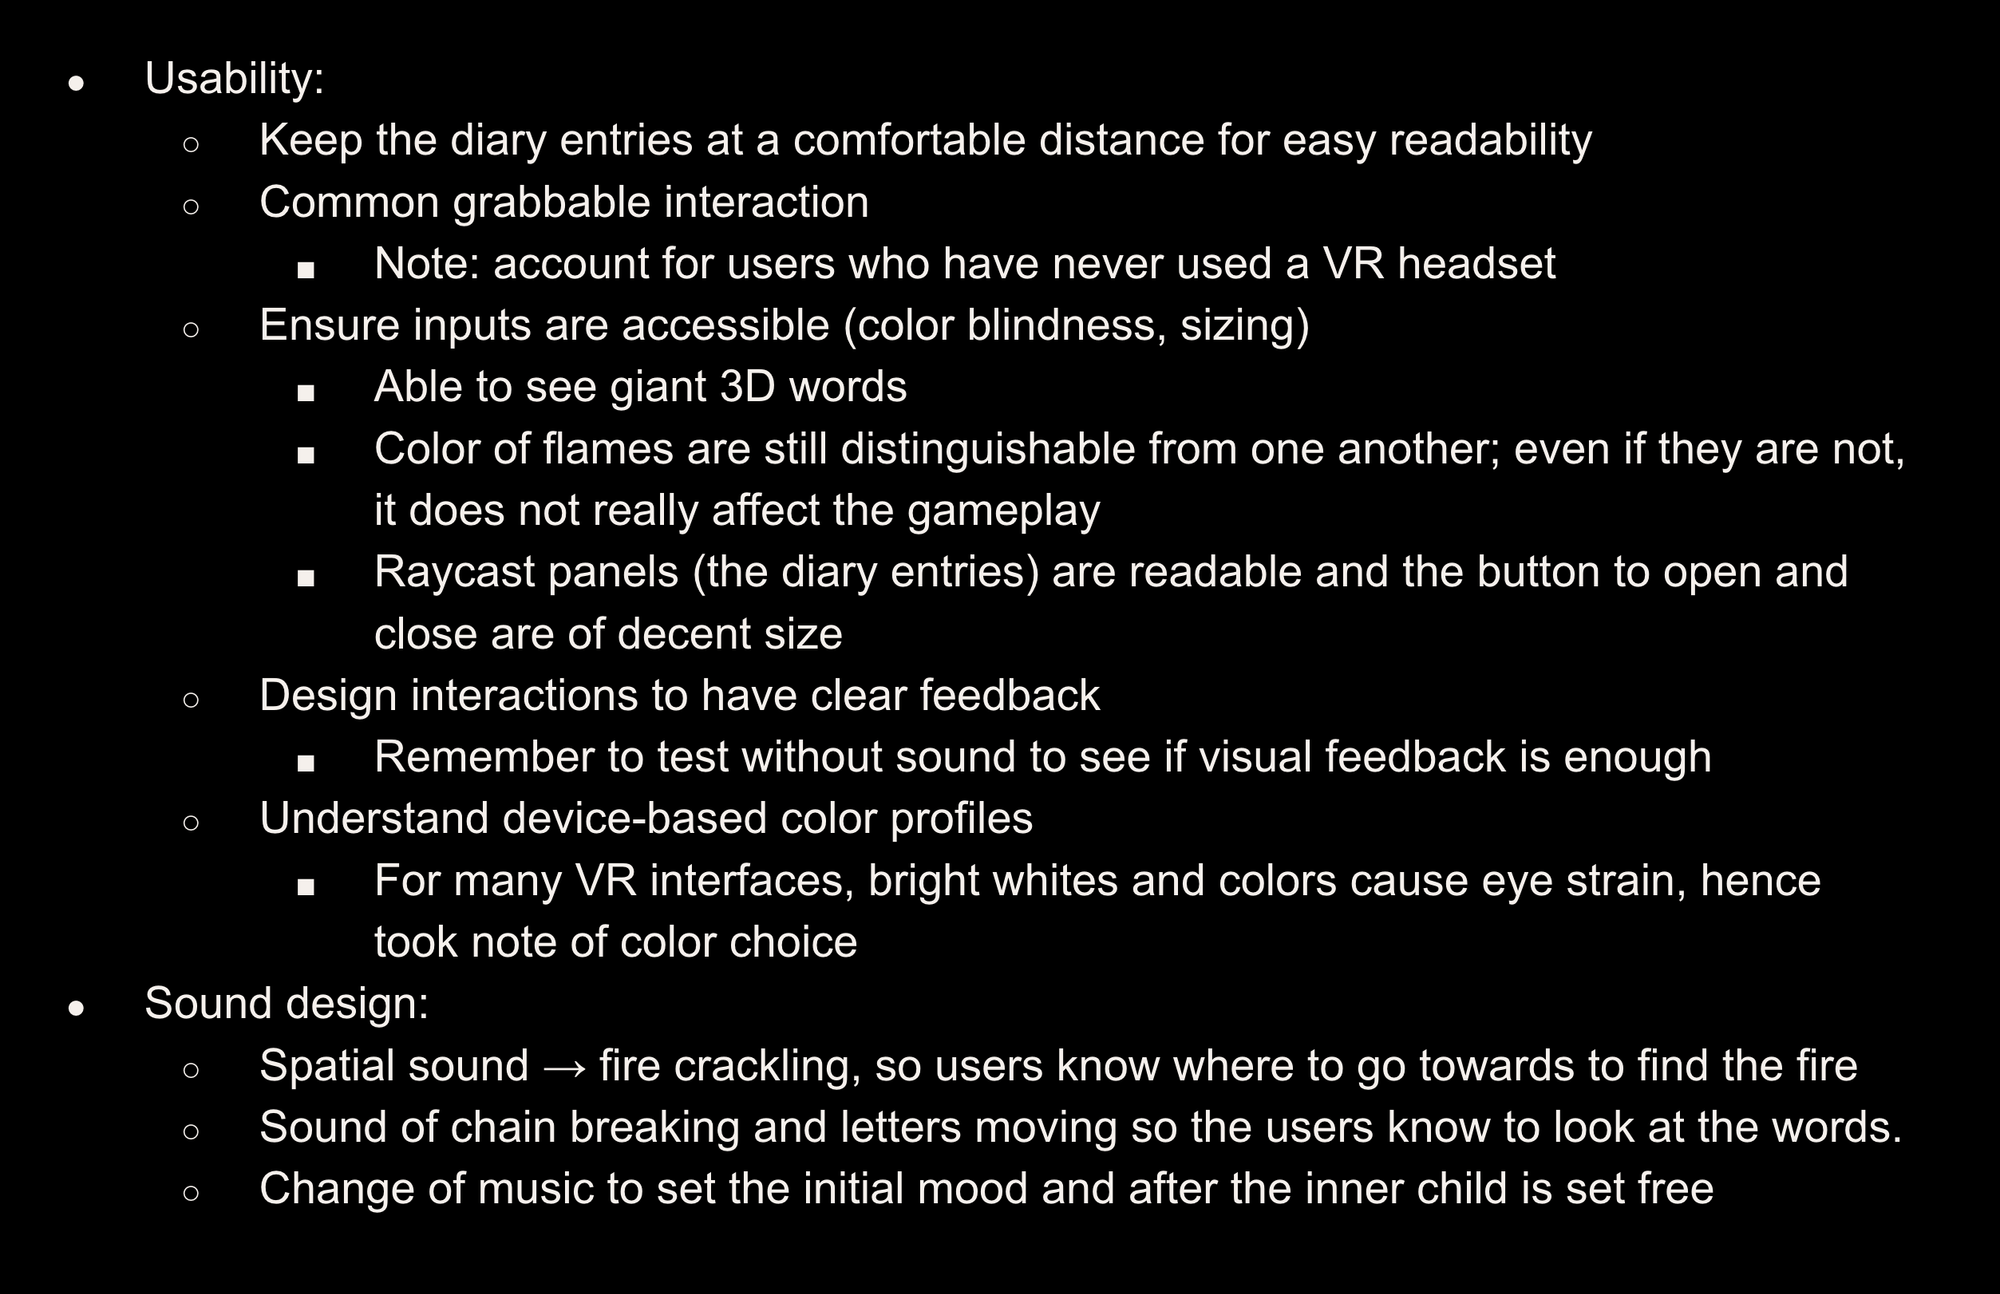 ● Usability:
○ Keep the diary entries at a comfortable distance for easy readability
○ Common grabbable interaction
■ Note: account for users who have never used a VR headset
○ Ensure inputs are accessible (color blindness, sizing)
■ Able to see giant 3D words
■ Color of flames are still distinguishable from one another; even if they are not,
it does not really affect the gameplay
■ Raycast panels (the diary entries) are readable and the button to open and
close are of decent size
○ Design interactions to have clear feedback
■ Remember to test without sound to see if visual feedback is enough
○ Understand device-based color profiles
■ For many VR interfaces, bright whites and colors cause eye strain, hence
took note of color choice
● Sound design:
○ Spatial sound → fire crackling, so users know where to go towards to find the fire
○ Sound of chain breaking and letters moving so the users know to look at the words.
○ Change of music to set the initial mood and after the inner child is set free